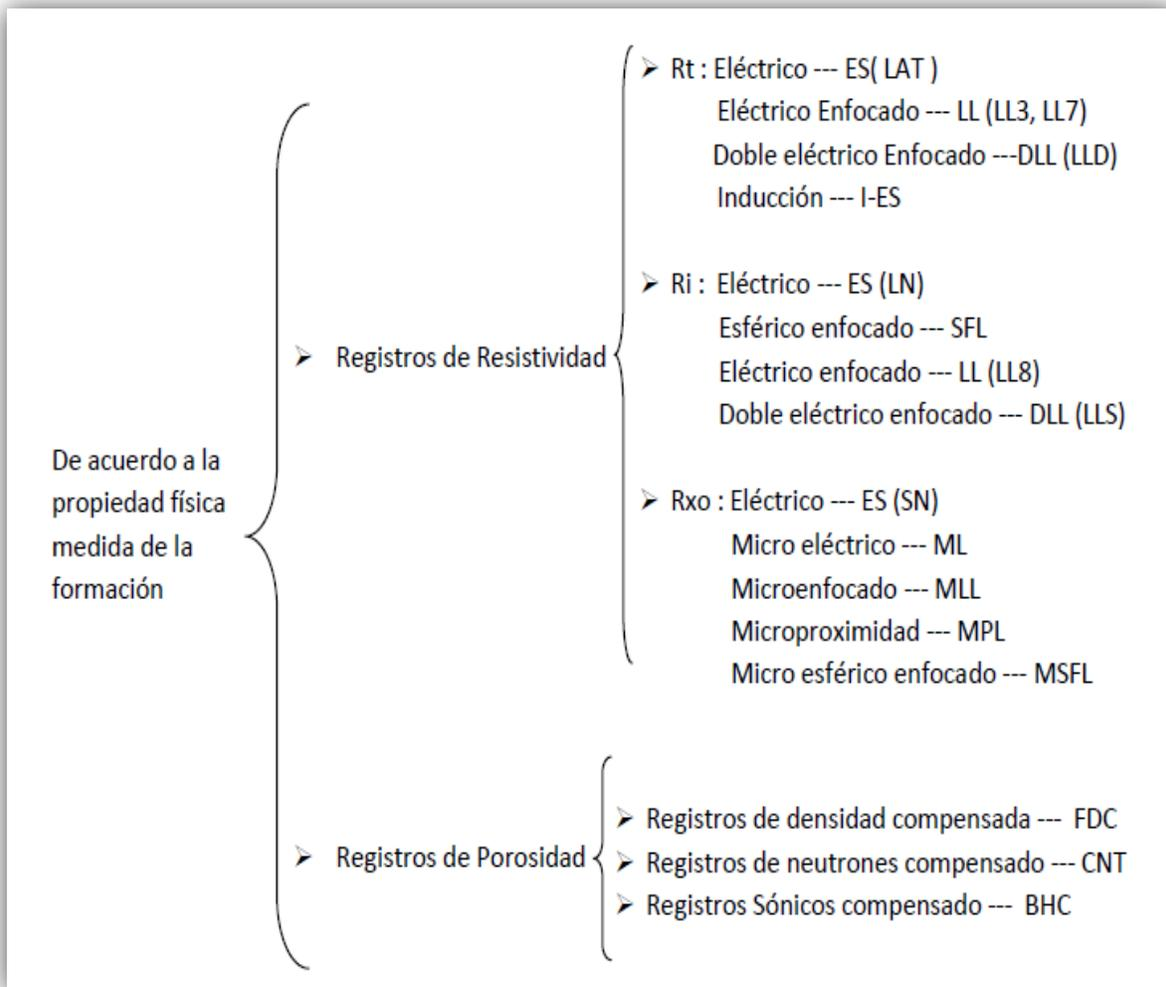 De acuerdo a la
propiedad física
medida de la
formación
Registros de Resistividad
Rt : Eléctrico --- ES( LAT )
Eléctrico Enfocado --- LL (LL3, LL7)
Doble eléctrico Enfocado ---DLL (LLD)
Inducción --- I-ES
Ri : Eléctrico --- ES (LN)
Esférico enfocado --- SFL
Eléctrico enfocado --- LL (LL8)
Doble eléctrico enfocado --- DLL (LLS)
Rxo : Eléctrico --- ES (SN)
Micro eléctrico --- ML
Microenfocado --- MLL
Microproximidad --- MPL
Micro esférico enfocado --- MSFL
Registros de Porosidad
Registros de densidad compensada --- FDC
Registros de neutrones compensado --- CNT
Registros Sónicos compensado --- BHC